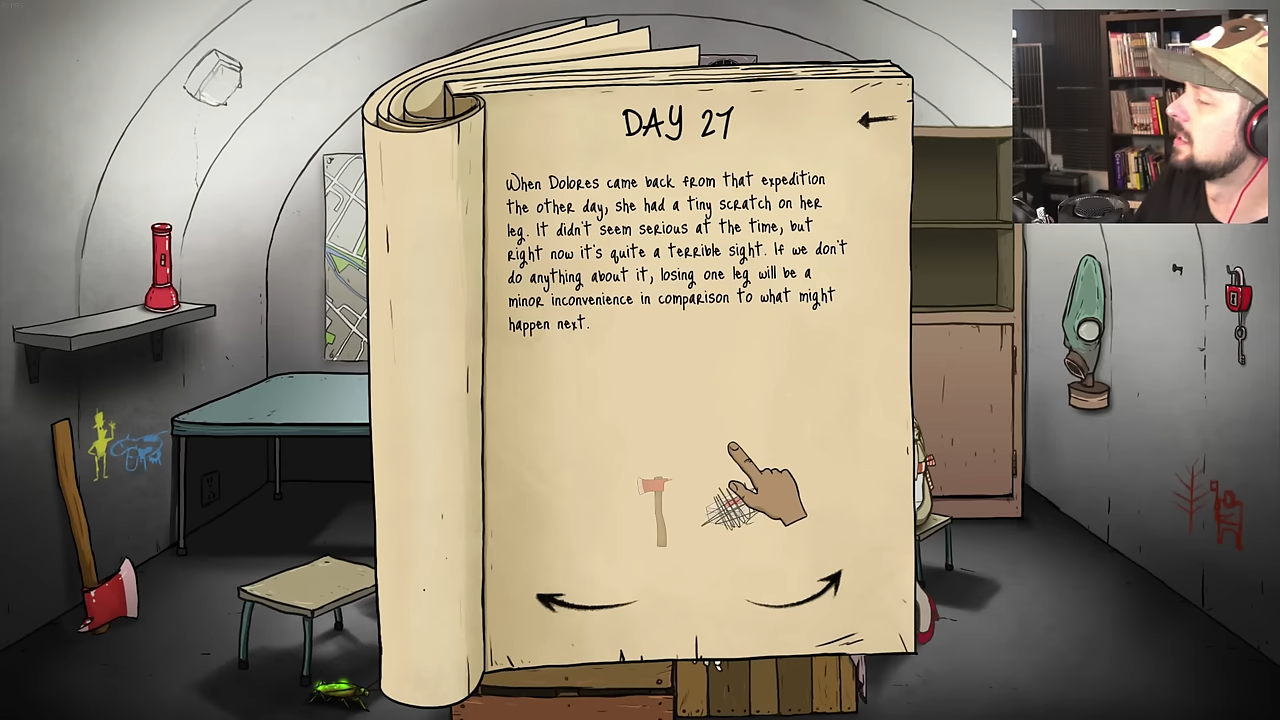 DAY 27
When Dolores came back from that expedition
the other day, she had a tiny scratch on her
leg. It didn't seem serious at the time, but
right now it's quite a terrible sight. If we don't
do anything about it, losing one leg will be a
minor inconvenience in comparison to what might
happen next.